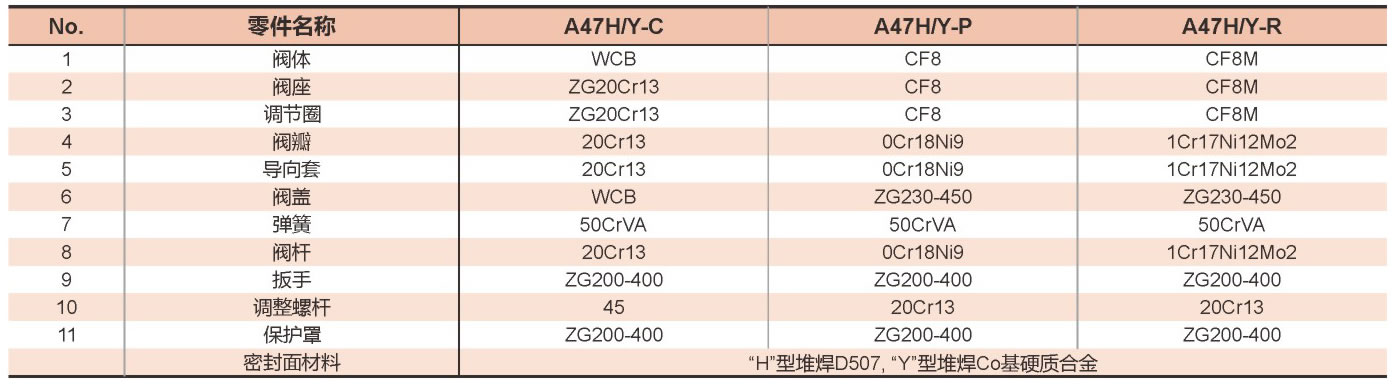 No. 零件名称 A47H/Y-C A47H/Y-P A47H/Y-R
1 阀体 WCB CF8 CF8M
2 阀座 ZG20Cr13 CF8 CF8M
3 调节圈 ZG20Cr13 CF8 CF8M
4 阀瓣 20Cr13 0Cr18Ni9 1Cr17Ni12Mo2
5 导向套 20Cr13 0Cr18Ni9 1Cr17Ni12Mo2
6 阀盖 WCB ZG230-450 ZG230-450
7 弹簧 50CrVA 50CrVA 50CrVA
8 阀杆 20Cr13 0Cr18Ni9 1Cr17Ni12Mo2
9 扳手 ZG200-400 ZG200-400 ZG200-400
10 调整螺杆 45 20Cr13 20Cr13
11 保护罩 ZG200-400 ZG200-400 ZG200-400
密封面材料 “H”型堆焊D507, “Y”型堆焊Co基硬质合金